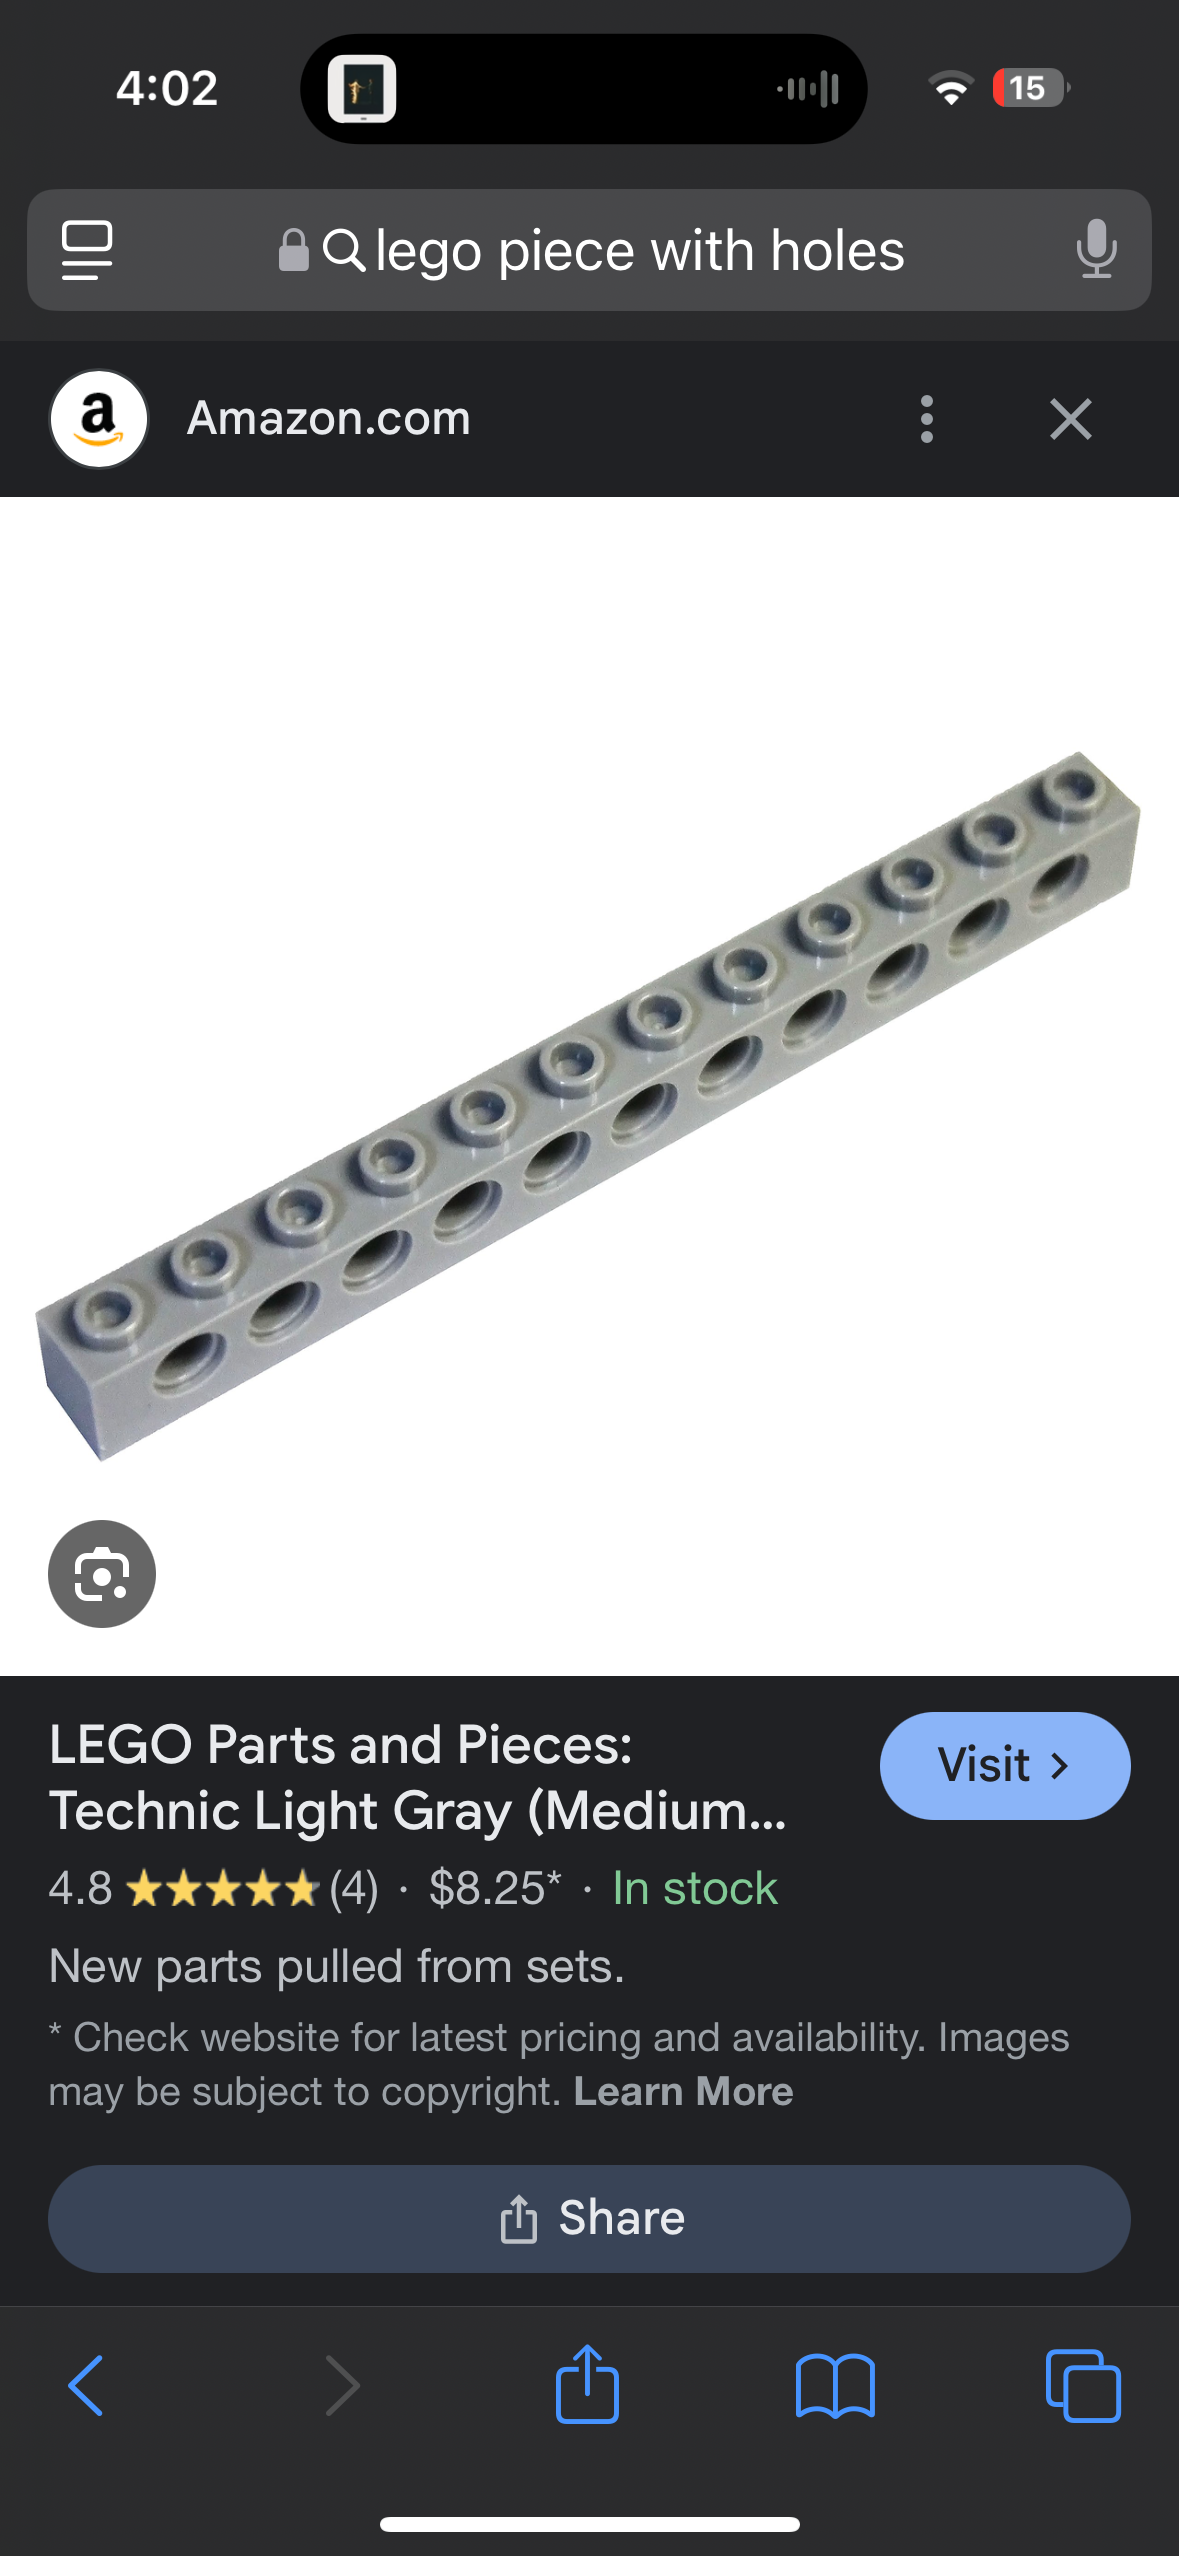 4:02
15
lego piece with holes
a
Amazon.com
LEGO Parts and Pieces:
Technic Light Gray (Medium...
Visit
4.8 (4) · $8.25* · In stock
New parts pulled from sets.
* Check website for latest pricing and availability. Images
may be subject to copyright. Learn More
Share